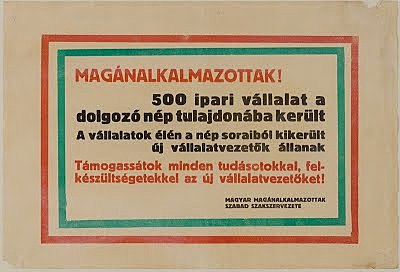 MAGÁNALKALMAZOTTAK!
500 ipari vállalat a
dolgozó nép tulajdonába került
A vállalatok élén a nép soraiból kikerült
új vállalatvezetők állanak
Támogassátok minden tudásotokkal, fel-
készültségetekkel az új vállalatvezetőket!
MAGYAR MAGÁNALKALMAZOTTAK
SZABAD SZAKSZERVEZETE